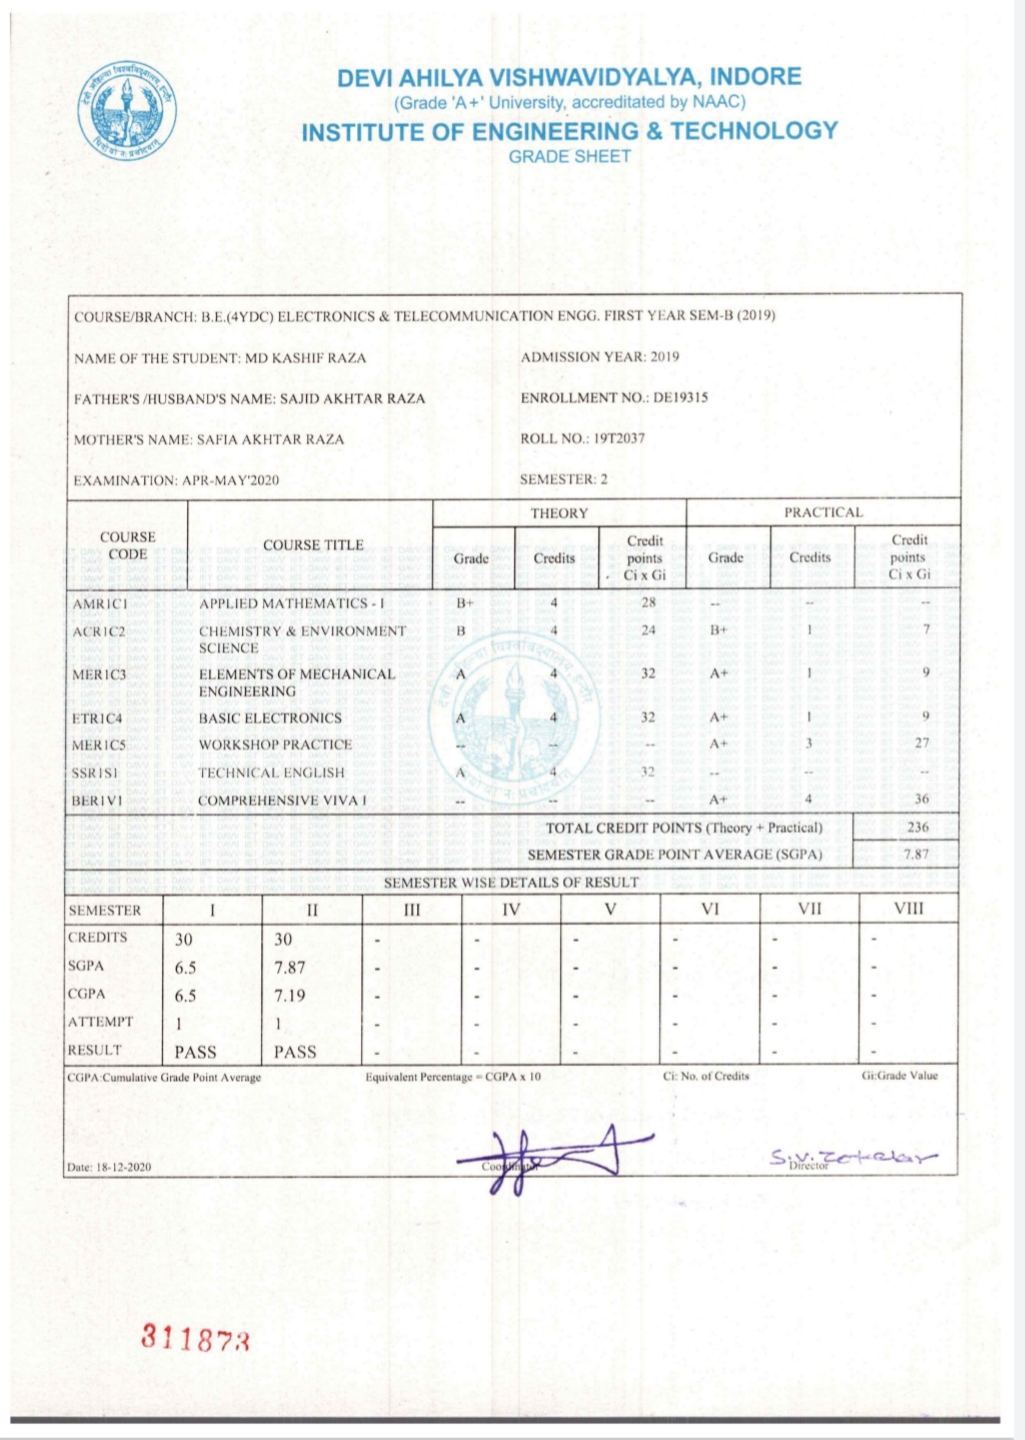 DEVI AHILYA VISHWAVIDYALYA, INDORE
(Grade 'A+' University, accreditated by NAAC)
INSTITUTE OF ENGINEERING & TECHNOLOGY
GRADE SHEET
COURSE/BRANCH: B.E.(4YDC) ELECTRONICS & TELECOMMUNICATION ENGG. FIRST YEAR SEM-B (2019)
NAME OF THE STUDENT: MD KASHIF RAZA ADMISSION YEAR: 2019
FATHER'S /HUSBAND'S NAME: SAJID AKHTAR RAZA ENROLLMENT NO.: DE19315
MOTHER'S NAME: SAFIA AKHTAR RAZA ROLL NO.: 19T2037
EXAMINATION: APR-MAY'2020 SEMESTER: 2
THEORY PRACTICAL
COURSE CODE COURSE TITLE Grade Credits Credit points Ci x Gi Grade Credits Credit points Ci x Gi
AMR1C1 APPLIED MATHEMATICS - I B+ 4 28 -- -- --
ACR1C2 CHEMISTRY & ENVIRONMENT B 4 24 B+ 1 7
SCIENCE
MER1C3 ELEMENTS OF MECHANICAL A 4 32 A+ 1 9
ENGINEERING
ETR1C4 BASIC ELECTRONICS A 4 32 A+ 1 9
MER1C5 WORKSHOP PRACTICE -- -- -- A+ 3 27
SSR1S1 TECHNICAL ENGLISH A 4 32 -- -- --
BER1V1 COMPREHENSIVE VIVA I -- -- -- A+ 4 36
TOTAL CREDIT POINTS (Theory + Practical) 236
SEMESTER GRADE POINT AVERAGE (SGPA) 7.87
SEMESTER WISE DETAILS OF RESULT
SEMESTER I II III IV V VI VII VIII
CREDITS 30 30 - - - - - -
SGPA 6.5 7.87 - - - - - -
CGPA 6.5 7.19 - - - - - -
ATTEMPT 1 1 - - - - - -
RESULT PASS PASS - - - - - -
CGPA:Cumulative Grade Point Average Equivalent Percentage = CGPA x 10 Ci: No. of Credits Gi:Grade Value
Date: 18-12-2020 Coordinator Director
311873